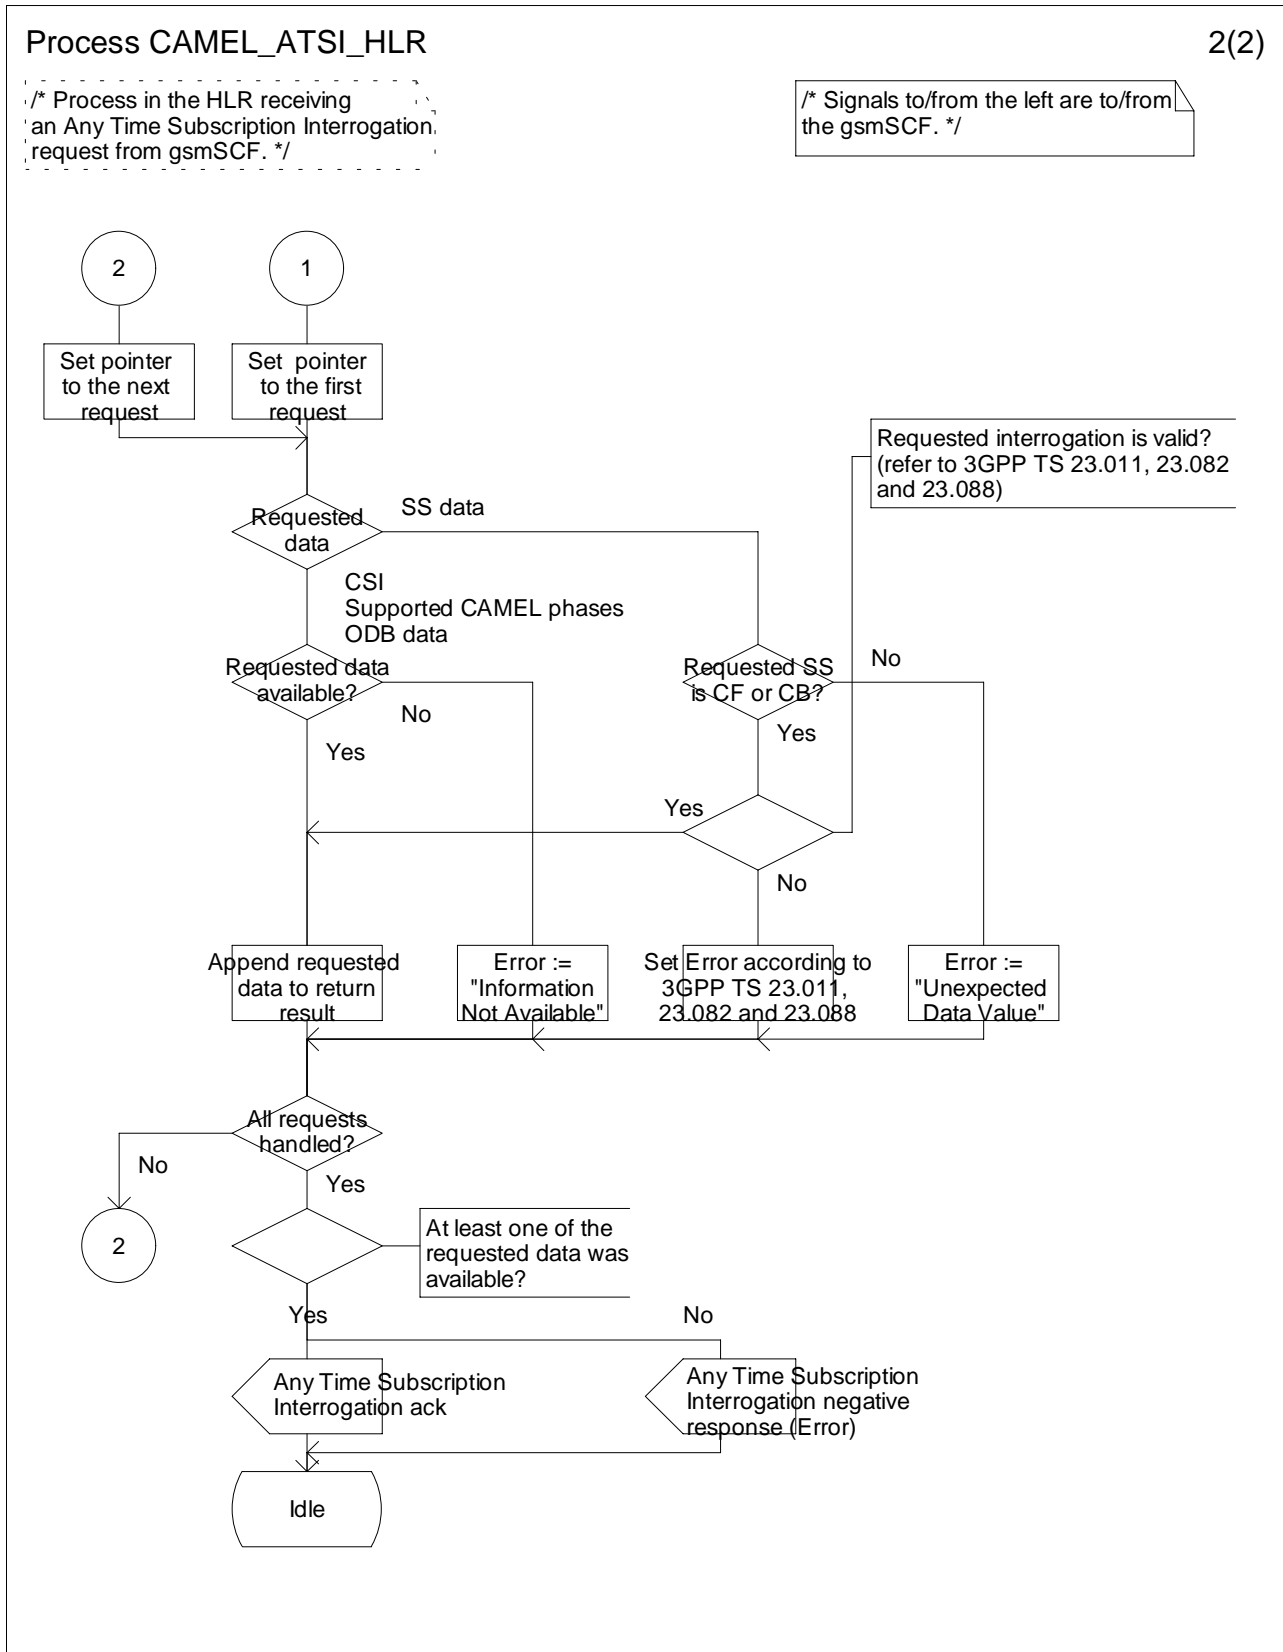 Process CAMEL_ATSI_HLR
2(2)
/* Process in the HLR receiving
an Any Time Subscription Interrogation
request from gsmSCF. */
/* Signals to/from the left are to/from
the gsmSCF. */
2
1
Set pointer
to the next
request
Set pointer
to the first
request
Requested interrogation is valid?
(refer to 3GPP TS 23.011, 23.082
and 23.088)
Requested
data
SS data
CSI
Supported CAMEL phases
ODB data
Requested data
available?
No
Yes
Requested SS
is CF or CB?
No
Yes
Yes
No
Append requested
data to return
result
Error :=
"Information
Not Available"
Set Error according to
3GPP TS 23.011,
23.082 and 23.088
Error :=
"Unexpected
Data Value"
All requests
handled?
No
Yes
2
At least one of the
requested data was
available?
Yes
No
Any Time Subscription
Interrogation ack
Any Time Subscription
Interrogation negative
response (Error)
Idle